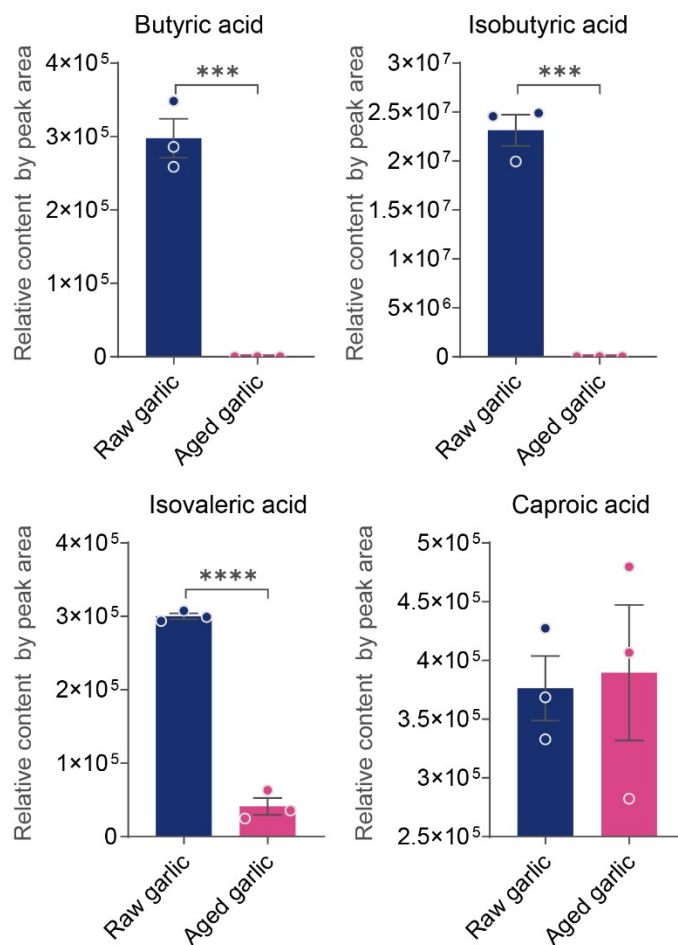 Butyric acid
Relative content by peak area
4×10⁵
3×10⁵
2×10⁵
1×10⁵
0
***
Raw garlic
Aged garlic
Isobutyric acid
Relative content by peak area
3×10⁷
2.5×10⁷
2×10⁷
1.5×10⁷
1×10⁷
5×10⁶
0
***
Raw garlic
Aged garlic
Isovaleric acid
Relative content by peak area
4×10⁵
3×10⁵
2×10⁵
1×10⁵
0
****
Raw garlic
Aged garlic
Caproic acid
Relative content by peak area
5×10⁵
4.5×10⁵
4×10⁵
3.5×10⁵
3×10⁵
2.5×10⁵
Raw garlic
Aged garlic